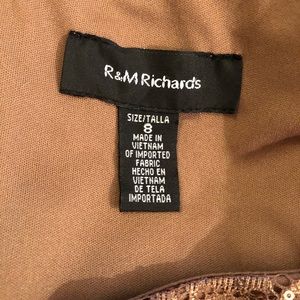 R&M Richards
SIZE/TALLA
8
MADE IN
VIETNAM
OF IMPORTED
FABRIC
HECHO EN
VIETNAM
DE TELA
IMPORTADA